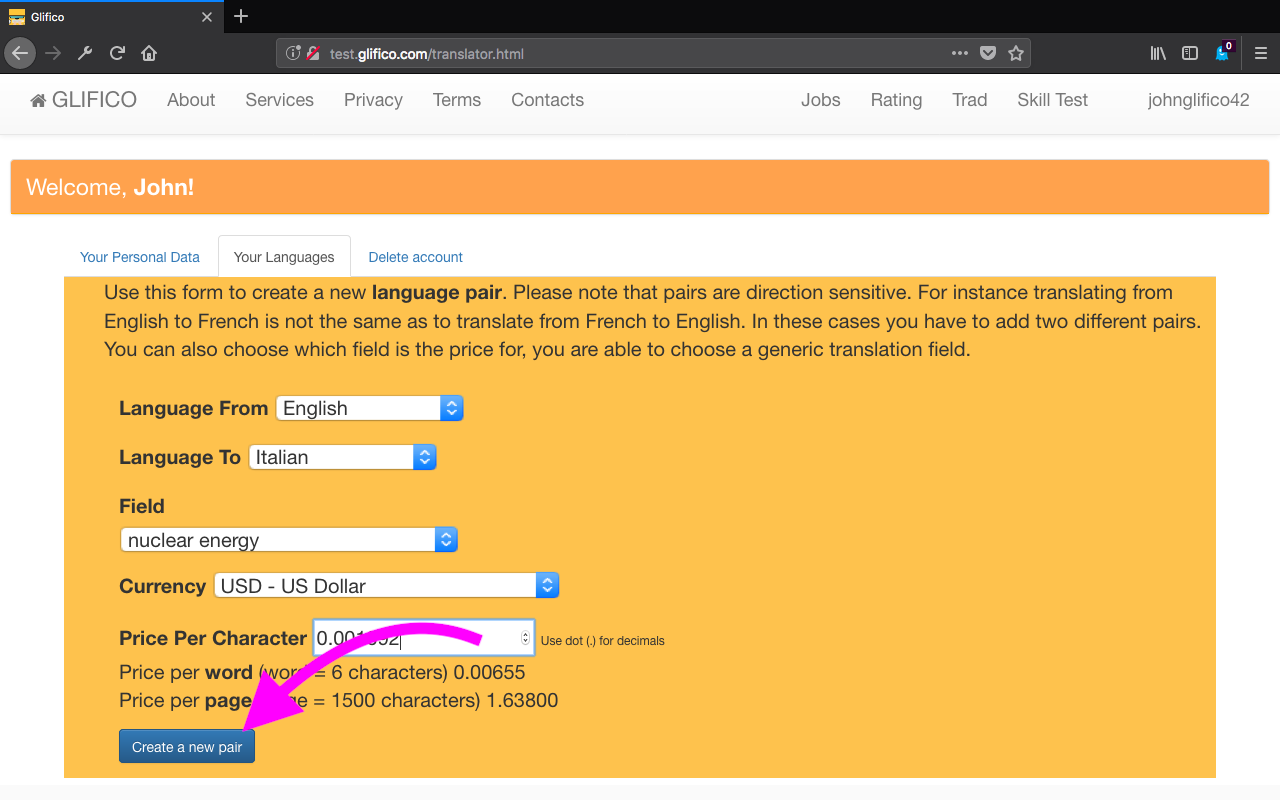 Glifico
test.glifico.com/translator.html
0
GLIFICO About Services Privacy Terms Contacts Jobs Rating Trad Skill Test johnglifico42
Welcome, John!
Your Personal Data Your Languages Delete account
Use this form to create a new language pair. Please note that pairs are direction sensitive. For instance translating from
English to French is not the same as to translate from French to English. In these cases you have to add two different pairs.
You can also choose which field is the price for, you are able to choose a generic translation field.
Language From English
Language To Italian
Field
nuclear energy
Currency USD - US Dollar
Price Per Character Use dot (.) for decimals
Price per word (word = 6 characters) 0.00655
Price per page = 1500 characters) 1.63800
Create a new pair